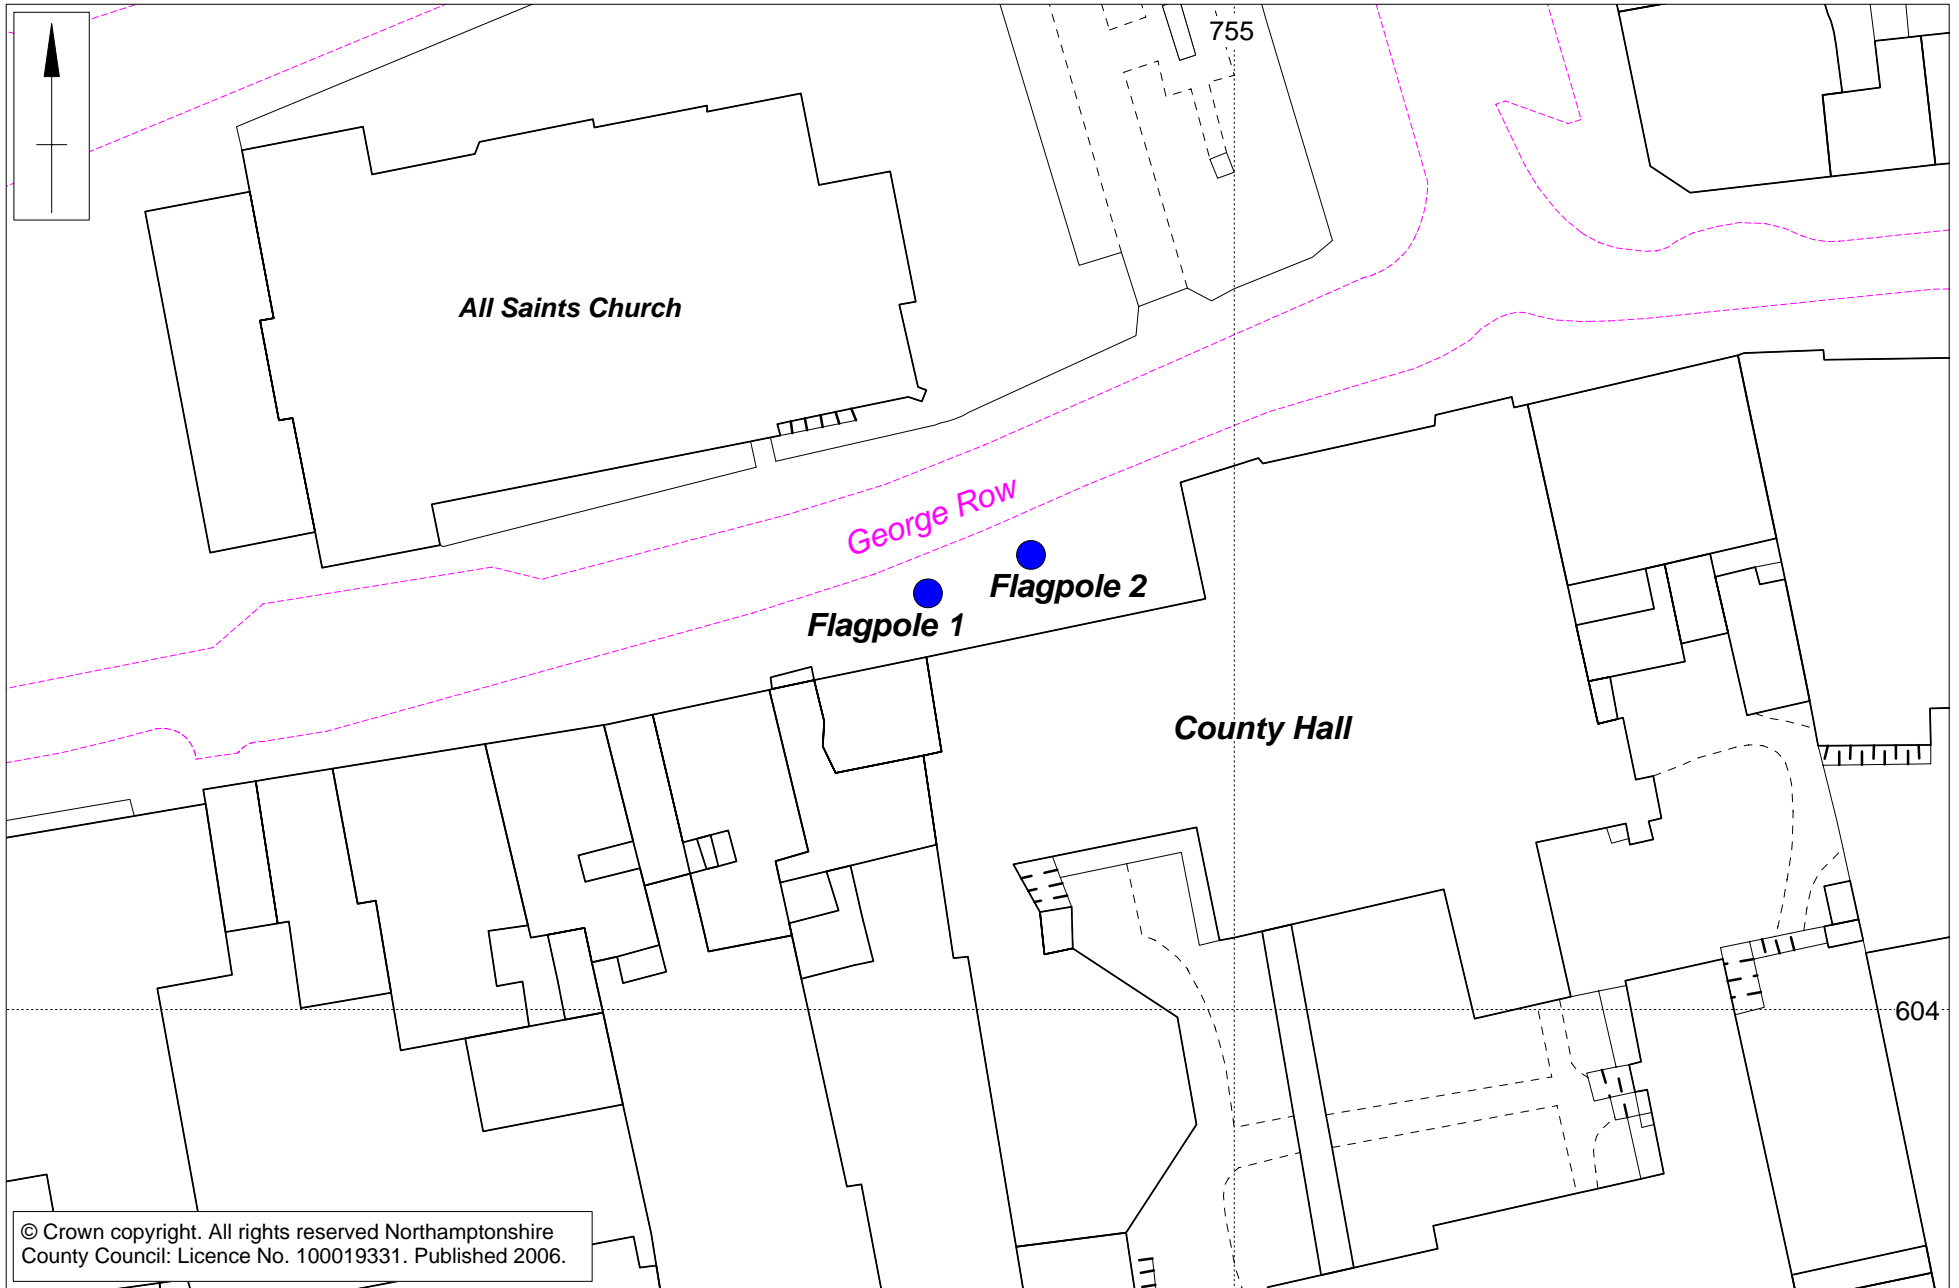 755
All Saints Church
George Row
Flagpole 2
Flagpole 1
County Hall
604
© Crown copyright. All rights reserved Northamptonshire
County Council: Licence No. 100019331. Published 2006.